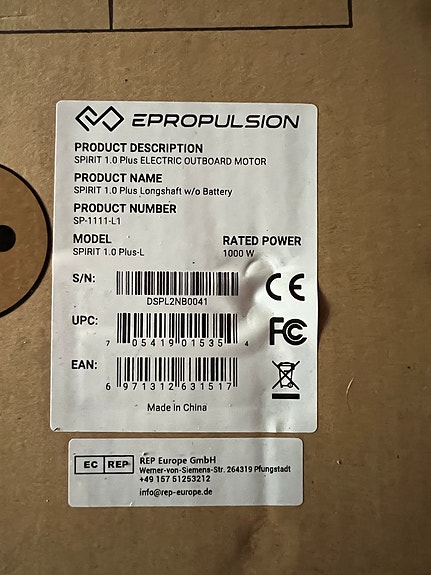 EPROPULSION
PRODUCT DESCRIPTION
SPIRIT 1.0 Plus ELECTRIC OUTBOARD MOTOR
PRODUCT NAME
SPIRIT 1.0 Plus Longshaft w/o Battery
PRODUCT NUMBER
SP-1111-L1
MODEL RATED POWER
SPIRIT 1.0 Plus-L 1000 W
S/N:
DSPL2NB0041
CE
UPC:
7 05419 01535 4
FC
EAN:
6 971312 631517
Made in China
EC REP REP Europe GmbH
Werner-von-Siemens-Str. 264319 Pfungstadt
+49 157 51253212
info@rep-europe.de